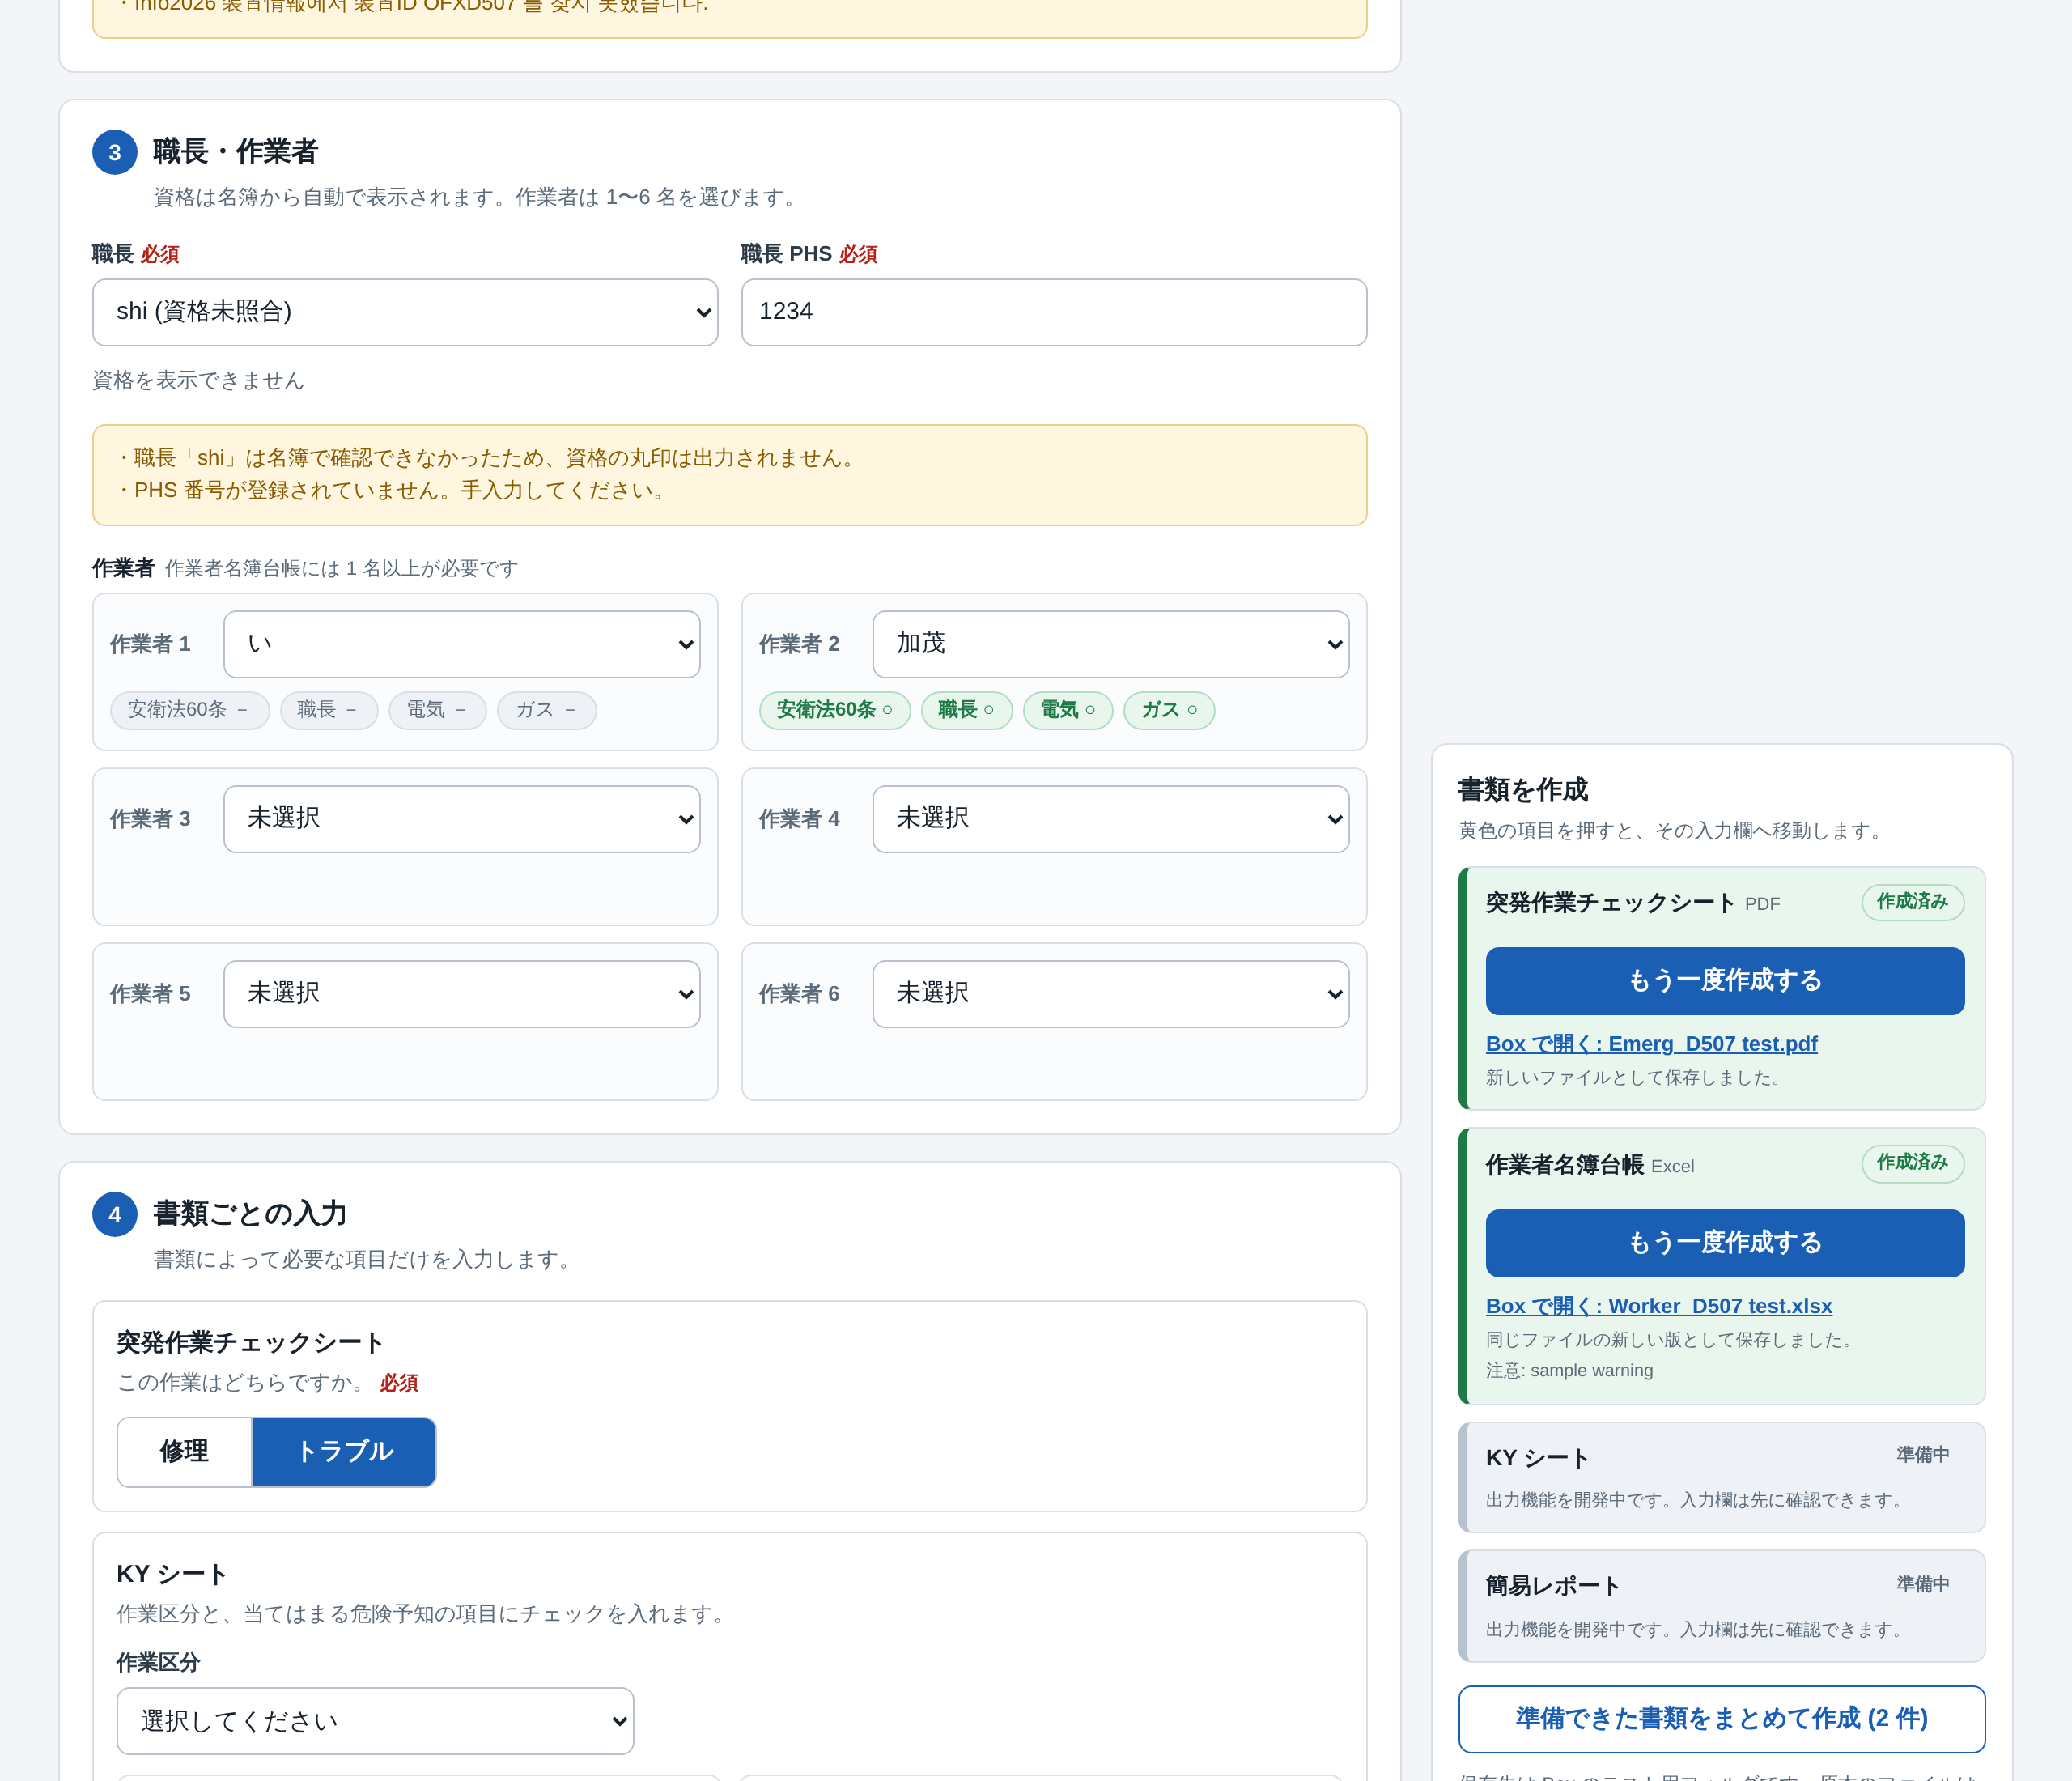 ・Info2026 装置情報에서 装置ID OFXD507 를 찾지 못했습니다.
3 職長・作業者
資格は名簿から自動で表示されます。作業者は 1〜6 名を選びます。
職長 必須
職長 PHS 必須
shi (資格未照合)
1234
資格を表示できません
・職長「shi」は名簿で確認できなかったため、資格の丸印は出力されません。
・PHS 番号が登録されていません。手入力してください。
作業者 作業者名簿台帳には 1 名以上が必要です
作業者 1 い
安衛法60条 − 職長 − 電気 − ガス −
作業者 2 加茂
安衛法60条 ○ 職長 ○ 電気 ○ ガス ○
作業者 3 未選択
作業者 4 未選択
作業者 5 未選択
作業者 6 未選択
4 書類ごとの入力
書類によって必要な項目だけを入力します。
突発作業チェックシート
この作業はどちらですか。 必須
修理 トラブル
KY シート
作業区分と、当てはまる危険予知の項目にチェックを入れます。
作業区分
選択してください
書類を作成
黄色の項目を押すと、その入力欄へ移動します。
突発作業チェックシート PDF 作成済み
もう一度作成する
Box で開く: Emerg_D507 test.pdf
新しいファイルとして保存しました。
作業者名簿台帳 Excel 作成済み
もう一度作成する
Box で開く: Worker_D507 test.xlsx
同じファイルの新しい版として保存しました。
注意: sample warning
KY シート 準備中
出力機能を開発中です。入力欄は先に確認できます。
簡易レポート 準備中
出力機能を開発中です。入力欄は先に確認できます。
準備できた書類をまとめて作成 (2 件)